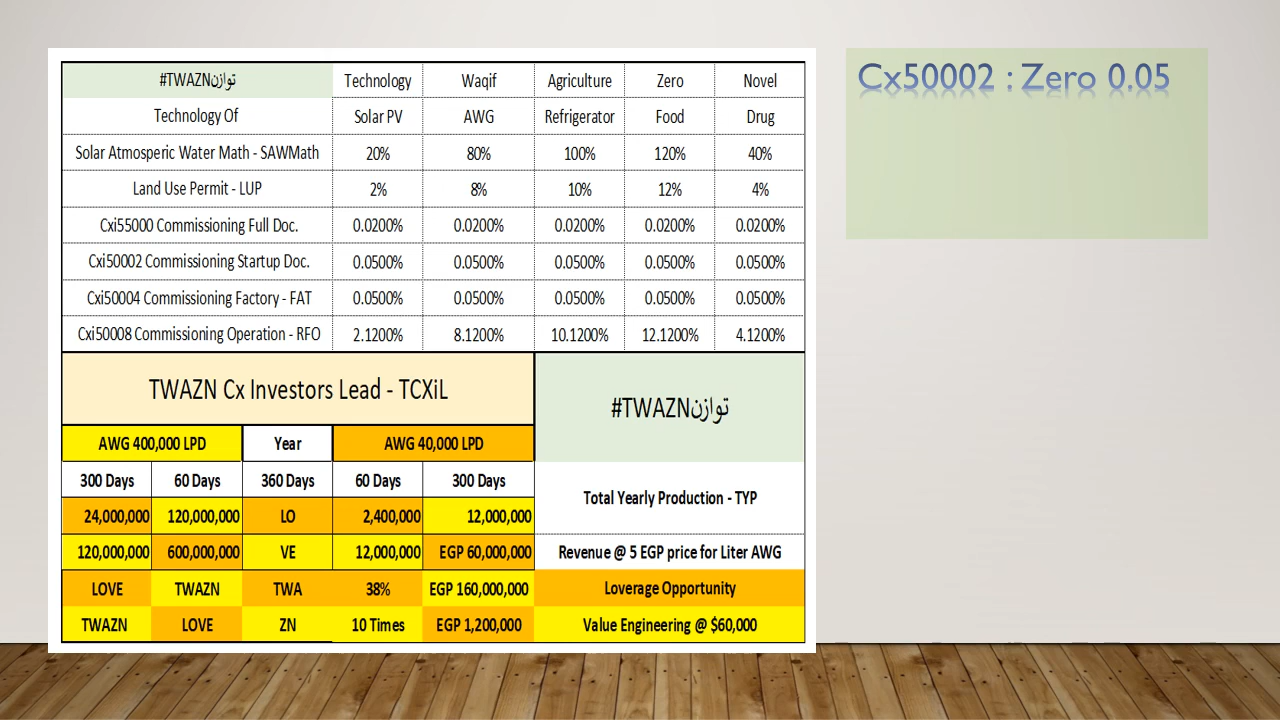 #TWAZNتوازن Technology Waqif Agriculture Zero Novel
Technology Of Solar PV AWG Refrigerator Food Drug
Solar Atmosperic Water Math - SAWMath 20% 80% 100% 120% 40%
Land Use Permit - LUP 2% 8% 10% 12% 4%
Cxi55000 Commissioning Full Doc. 0.0200% 0.0200% 0.0200% 0.0200% 0.0200%
Cxi50002 Commissioning Startup Doc. 0.0500% 0.0500% 0.0500% 0.0500% 0.0500%
Cxi50004 Commissioning Factory - FAT 0.0500% 0.0500% 0.0500% 0.0500% 0.0500%
Cxi50008 Commissioning Operation - RFO 2.1200% 8.1200% 10.1200% 12.1200% 4.1200%
TWAZN Cx Investors Lead - TCXiL
#TWAZNتوازن
AWG 400,000 LPD Year AWG 40,000 LPD
300 Days 60 Days 360 Days 60 Days 300 Days
Total Yearly Production - TYP
24,000,000 120,000,000 LO 2,400,000 12,000,000
120,000,000 600,000,000 VE 12,000,000 EGP 60,000,000 Revenue @ 5 EGP price for Liter AWG
LOVE TWAZN TWA 38% EGP 160,000,000 Leverage Opportunity
TWAZN LOVE ZN 10 Times EGP 1,200,000 Value Engineering @ $60,000
Cx50002 : Zero 0.05